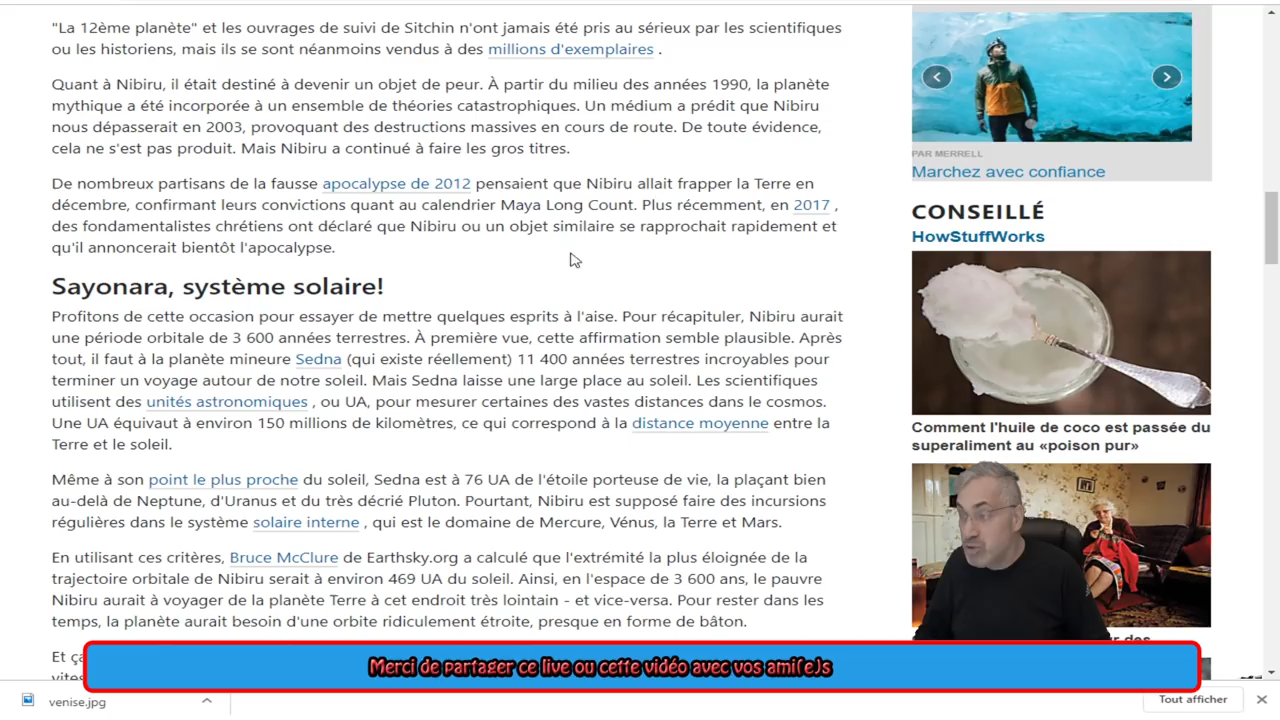 "La 12ème planète" et les ouvrages de suivi de Sitchin n'ont jamais été pris au sérieux par les scientifiques
ou les historiens, mais ils se sont néanmoins vendus à des millions d'exemplaires .
Quant à Nibiru, il était destiné à devenir un objet de peur. À partir du milieu des années 1990, la planète
mythique a été incorporée à un ensemble de théories catastrophiques. Un médium a prédit que Nibiru
nous dépasserait en 2003, provoquant des destructions massives en cours de route. De toute évidence,
cela ne s'est pas produit. Mais Nibiru a continué à faire les gros titres.
De nombreux partisans de la fausse apocalypse de 2012 pensaient que Nibiru allait frapper la Terre en
décembre, confirmant leurs convictions quant au calendrier Maya Long Count. Plus récemment, en 2017 ,
des fondamentalistes chrétiens ont déclaré que Nibiru ou un objet similaire se rapprochait rapidement et
qu'il annoncerait bientôt l'apocalypse.
Sayonara, système solaire!
Profitons de cette occasion pour essayer de mettre quelques esprits à l'aise. Pour récapituler, Nibiru aurait
une période orbitale de 3 600 années terrestres. À première vue, cette affirmation semble plausible. Après
tout, il faut à la planète mineure Sedna (qui existe réellement) 11 400 années terrestres incroyables pour
terminer un voyage autour de notre soleil. Mais Sedna laisse une large place au soleil. Les scientifiques
utilisent des unités astronomiques , ou UA, pour mesurer certaines des vastes distances dans le cosmos.
Une UA équivaut à environ 150 millions de kilomètres, ce qui correspond à la distance moyenne entre la
Terre et le soleil.
Même à son point le plus proche du soleil, Sedna est à 76 UA de l'étoile porteuse de vie, la plaçant bien
au-delà de Neptune, d'Uranus et du très décrié Pluton. Pourtant, Nibiru est supposé faire des incursions
régulières dans le système solaire interne , qui est le domaine de Mercure, Vénus, la Terre et Mars.
En utilisant ces critères, Bruce McClure de Earthsky.org a calculé que l'extrémité la plus éloignée de la
trajectoire orbitale de Nibiru serait à environ 469 UA du soleil. Ainsi, en l'espace de 3 600 ans, le pauvre
Nibiru aurait à voyager de la planète Terre à cet endroit très lointain - et vice-versa. Pour rester dans les
temps, la planète aurait besoin d'une orbite ridiculement étroite, presque en forme de bâton.
Et ça
PAR MERRELL
Marchez avec confiance
CONSEILLÉ
HowStuffWorks
Comment l'huile de coco est passée du
superaliment au «poison pur»
Merci de partager ce live ou cette vidéo avec vos ami(e)s
venise.jpg
Tout afficher